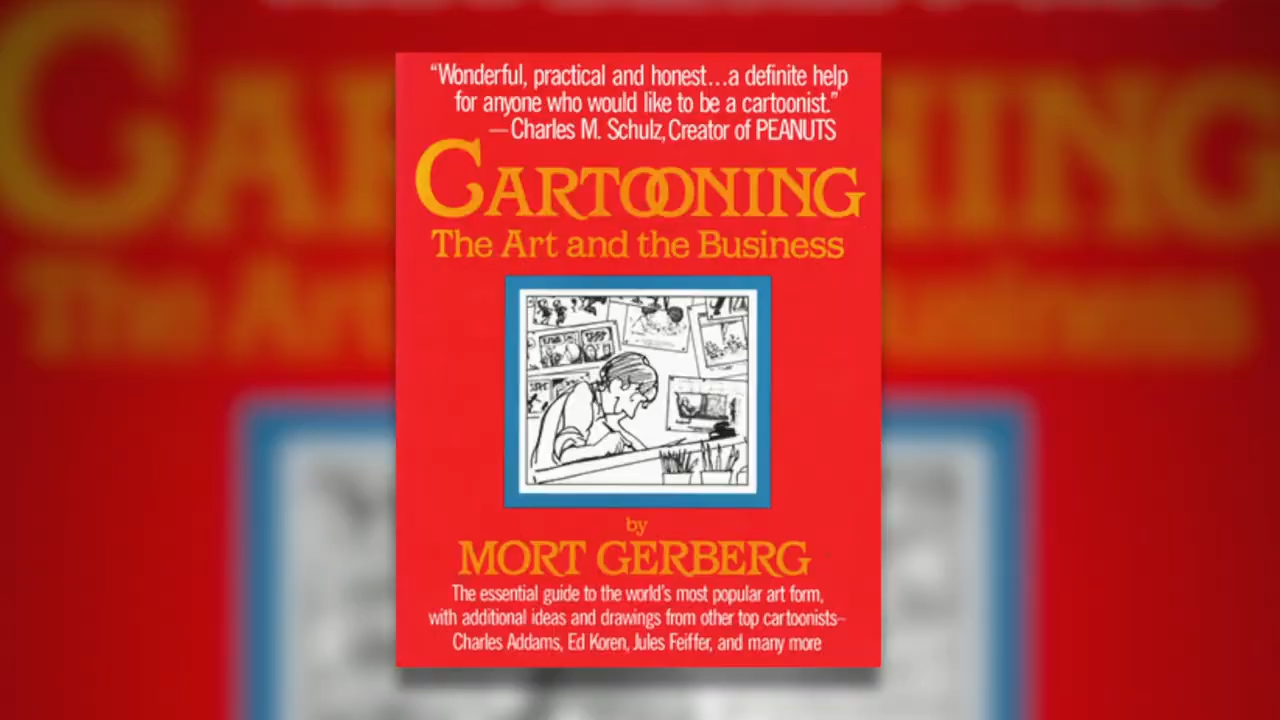 “Wonderful, practical and honest...a definite help
for anyone who would like to be a cartoonist.”
—Charles M. Schulz, Creator of PEANUTS
CARTOONING
The Art and the Business
by
MORT GERBERG
The essential guide to the world's most popular art form,
with additional ideas and drawings from other top cartoonists–
Charles Addams, Ed Koren, Jules Feiffer, and many more